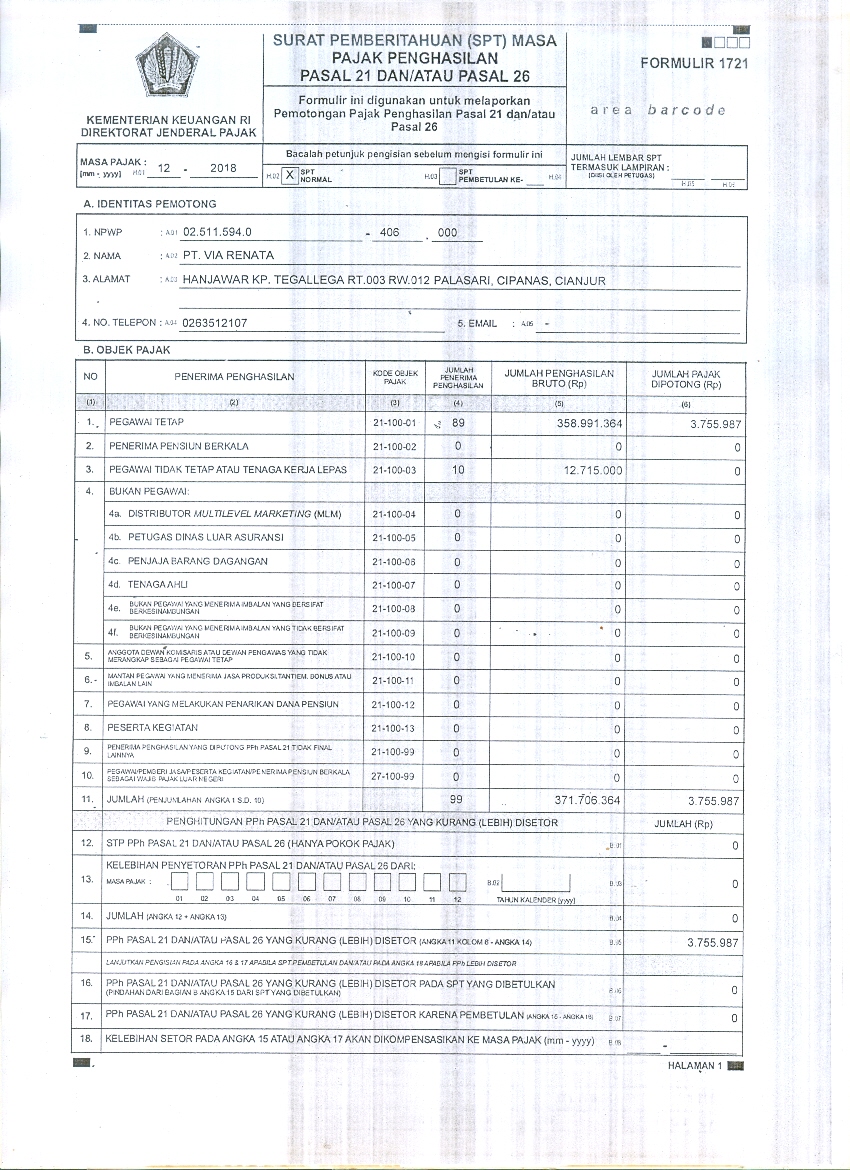 SURAT PEMBERITAHUAN (SPT) MASA
PAJAK PENGHASILAN
PASAL 21 DAN/ATAU PASAL 26
FORMULIR 1721
Formulir ini digunakan untuk melaporkan
Pemotongan Pajak Penghasilan Pasal 21 dan/atau
Pasal 26
area barcode
KEMENTERIAN KEUANGAN RI
DIREKTORAT JENDERAL PAJAK
MASA PAJAK :
[mm - yyyy] H.01 12 - 2018
Bacalah petunjuk pengisian sebelum mengisi formulir ini
H.02 X SPT NORMAL
H.03 SPT PEMBETULAN KE- H.04
JUMLAH LEMBAR SPT
TERMASUK LAMPIRAN :
(DIISI OLEH PETUGAS)
H.05 H.06
A. IDENTITAS PEMOTONG
1. NPWP : A.01 02.511.594.0 - 406 . 000
2. NAMA : A.02 PT. VIA RENATA
3. ALAMAT : A.03 HANJAWAR KP. TEGALLEGA RT.003 RW.012 PALASARI, CIPANAS, CIANJUR
4. NO. TELEPON : A.04 0263512107 5. EMAIL : A.05 -
B. OBJEK PAJAK
NO PENERIMA PENGHASILAN KODE OBJEK PAJAK JUMLAH PENERIMA PENGHASILAN JUMLAH PENGHASILAN BRUTO (Rp) JUMLAH PAJAK DIPOTONG (Rp)
(1) (2) (3) (4) (5) (6)
1. PEGAWAI TETAP 21-100-01 89 358.991.364 3.755.987
2. PENERIMA PENSIUN BERKALA 21-100-02 0 0 0
3. PEGAWAI TIDAK TETAP ATAU TENAGA KERJA LEPAS 21-100-03 10 12.715.000 0
4. BUKAN PEGAWAI:
4a. DISTRIBUTOR MULTILEVEL MARKETING (MLM) 21-100-04 0 0 0
4b. PETUGAS DINAS LUAR ASURANSI 21-100-05 0 0 0
4c. PENJAJA BARANG DAGANGAN 21-100-06 0 0 0
4d. TENAGA AHLI 21-100-07 0 0 0
4e. BUKAN PEGAWAI YANG MENERIMA IMBALAN YANG BERSIFAT BERKESINAMBUNGAN 21-100-08 0 0 0
4f. BUKAN PEGAWAI YANG MENERIMA IMBALAN YANG TIDAK BERSIFAT BERKESINAMBUNGAN 21-100-09 0 0 0
5. ANGGOTA DEWAN KOMISARIS ATAU DEWAN PENGAWAS YANG TIDAK MERANGKAP SEBAGAI PEGAWAI TETAP 21-100-10 0 0 0
6. MANTAN PEGAWAI YANG MENERIMA JASA PRODUKSI, TANTIEM, BONUS ATAU IMBALAN LAIN 21-100-11 0 0 0
7. PEGAWAI YANG MELAKUKAN PENARIKAN DANA PENSIUN 21-100-12 0 0 0
8. PESERTA KEGIATAN 21-100-13 0 0 0
9. PENERIMA PENGHASILAN YANG DIPOTONG PPh PASAL 21 TIDAK FINAL LAINNYA 21-100-99 0 0 0
10. PEGAWAI/PEMBERI JASA/PESERTA KEGIATAN/PENERIMA PENSIUN BERKALA SEBAGAI WAJIB PAJAK LUAR NEGERI 27-100-99 0 0 0
11. JUMLAH (PENJUMLAHAN ANGKA 1 S.D. 10) 99 371.706.364 3.755.987
PENGHITUNGAN PPh PASAL 21 DAN/ATAU PASAL 26 YANG KURANG (LEBIH) DISETOR JUMLAH (Rp)
12. STP PPh PASAL 21 DAN/ATAU PASAL 26 (HANYA POKOK PAJAK) B.01 0
13. KELEBIHAN PENYETORAN PPh PASAL 21 DAN/ATAU PASAL 26 DARI:
MASA PAJAK : B.02 B.03 0
01 02 03 04 05 06 07 08 09 10 11 12 TAHUN KALENDER [yyyy]
14. JUMLAH (ANGKA 12 + ANGKA 13) B.04 0
15. PPh PASAL 21 DAN/ATAU PASAL 26 YANG KURANG (LEBIH) DISETOR (ANGKA 11 KOLOM 6 - ANGKA 14) B.05 3.755.987
LANJUTKAN PENGISIAN PADA ANGKA 16 & 17 APABILA SPT PEMBETULAN DAN/ATAU PADA ANGKA 18 APABILA PPh LEBIH DISETOR
16. PPh PASAL 21 DAN/ATAU PASAL 26 YANG KURANG (LEBIH) DISETOR PADA SPT YANG DIBETULKAN
(PINDAHAN DARI BAGIAN B ANGKA 15 DARI SPT YANG DIBETULKAN) B.06 0
17. PPh PASAL 21 DAN/ATAU PASAL 26 YANG KURANG (LEBIH) DISETOR KARENA PEMBETULAN (ANGKA 15 - ANGKA 16) B.07 0
18. KELEBIHAN SETOR PADA ANGKA 15 ATAU ANGKA 17 AKAN DIKOMPENSASIKAN KE MASA PAJAK (mm - yyyy) B.08 -
HALAMAN 1